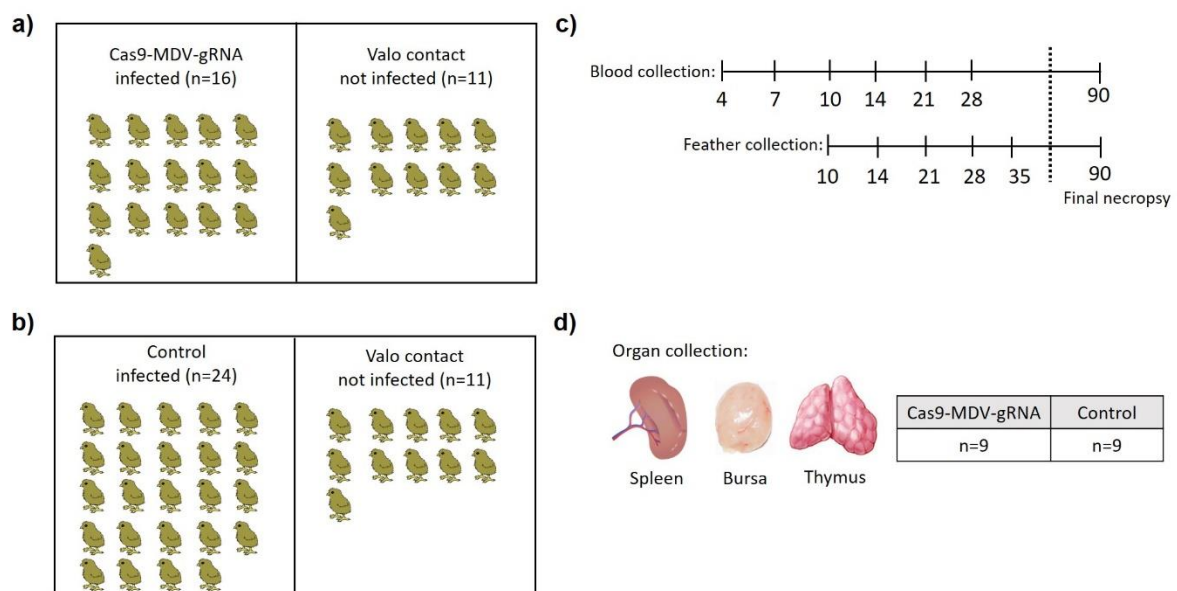 a)
Cas9-MDV-gRNA
infected (n=16)
Valo contact
not infected (n=11)
b)
Control
infected (n=24)
Valo contact
not infected (n=11)
c)
Blood collection:
4 7 10 14 21 28 90
Feather collection:
10 14 21 28 35 90
Final necropsy
d)
Organ collection:
Spleen Bursa Thymus
Cas9-MDV-gRNA Control
n=9 n=9